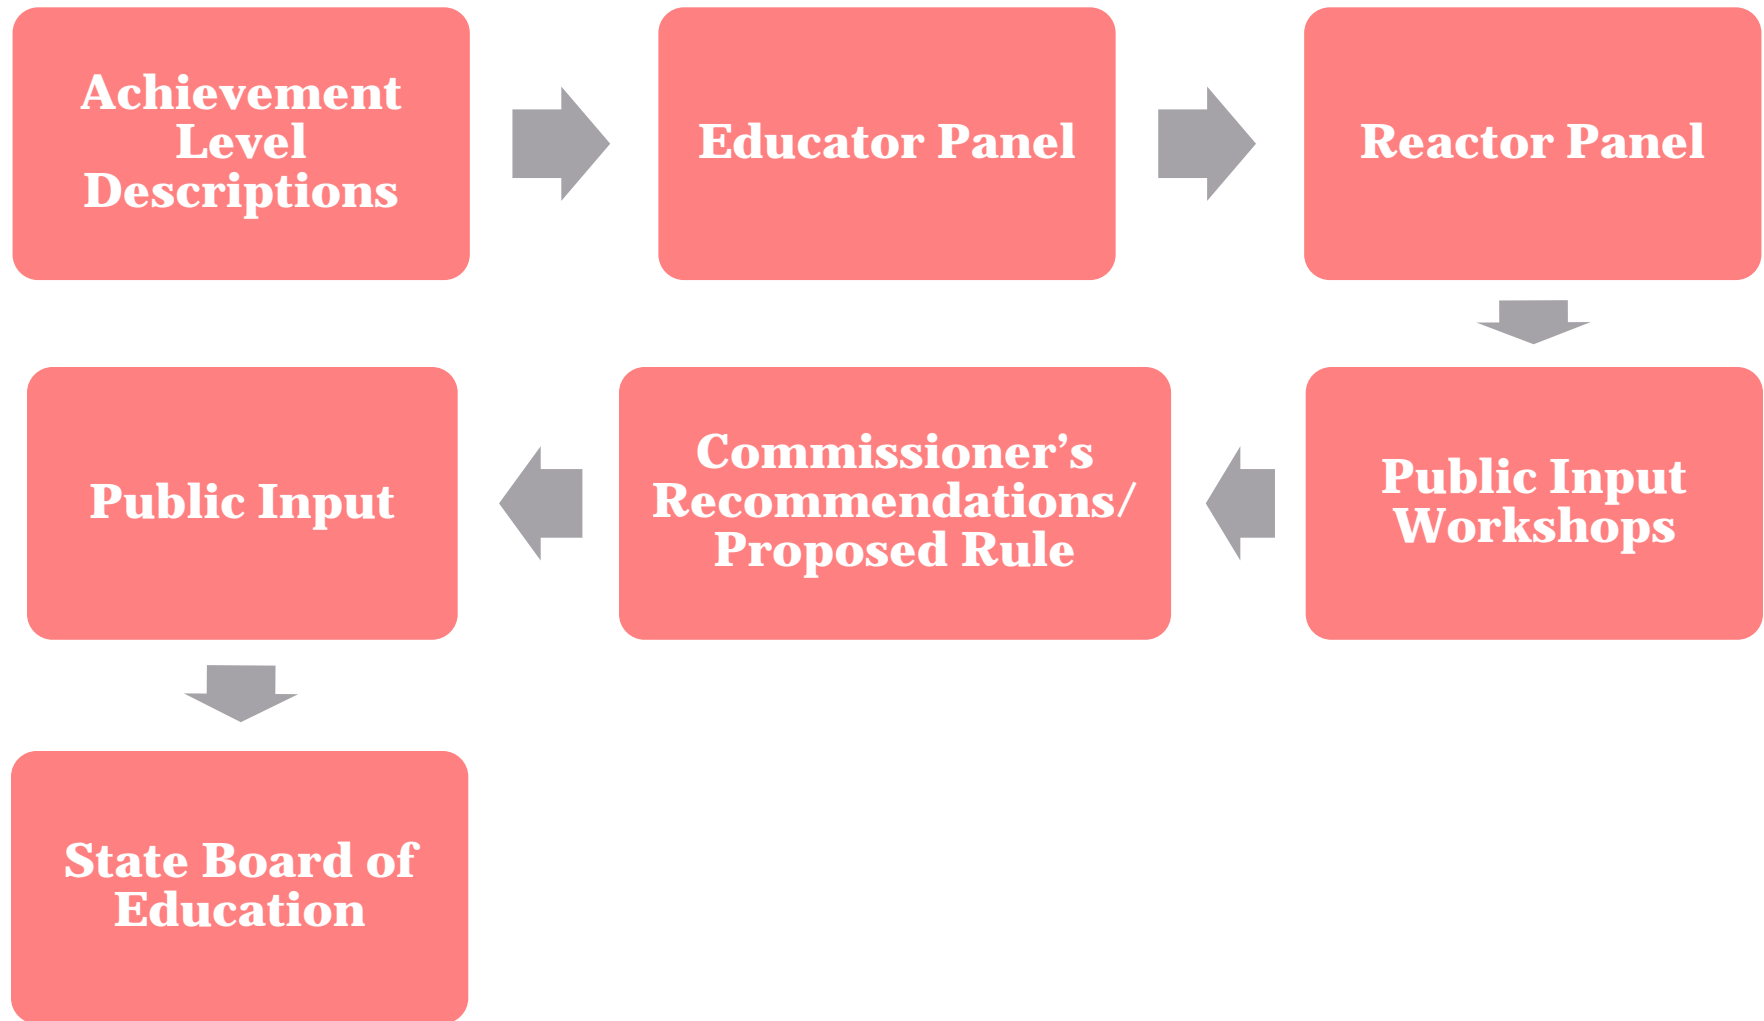 Achievement
Level
Descriptions
Educator Panel
Reactor Panel
Public Input
Workshops
Commissioner’s
Recommendations/
Proposed Rule
Public Input
State Board of
Education